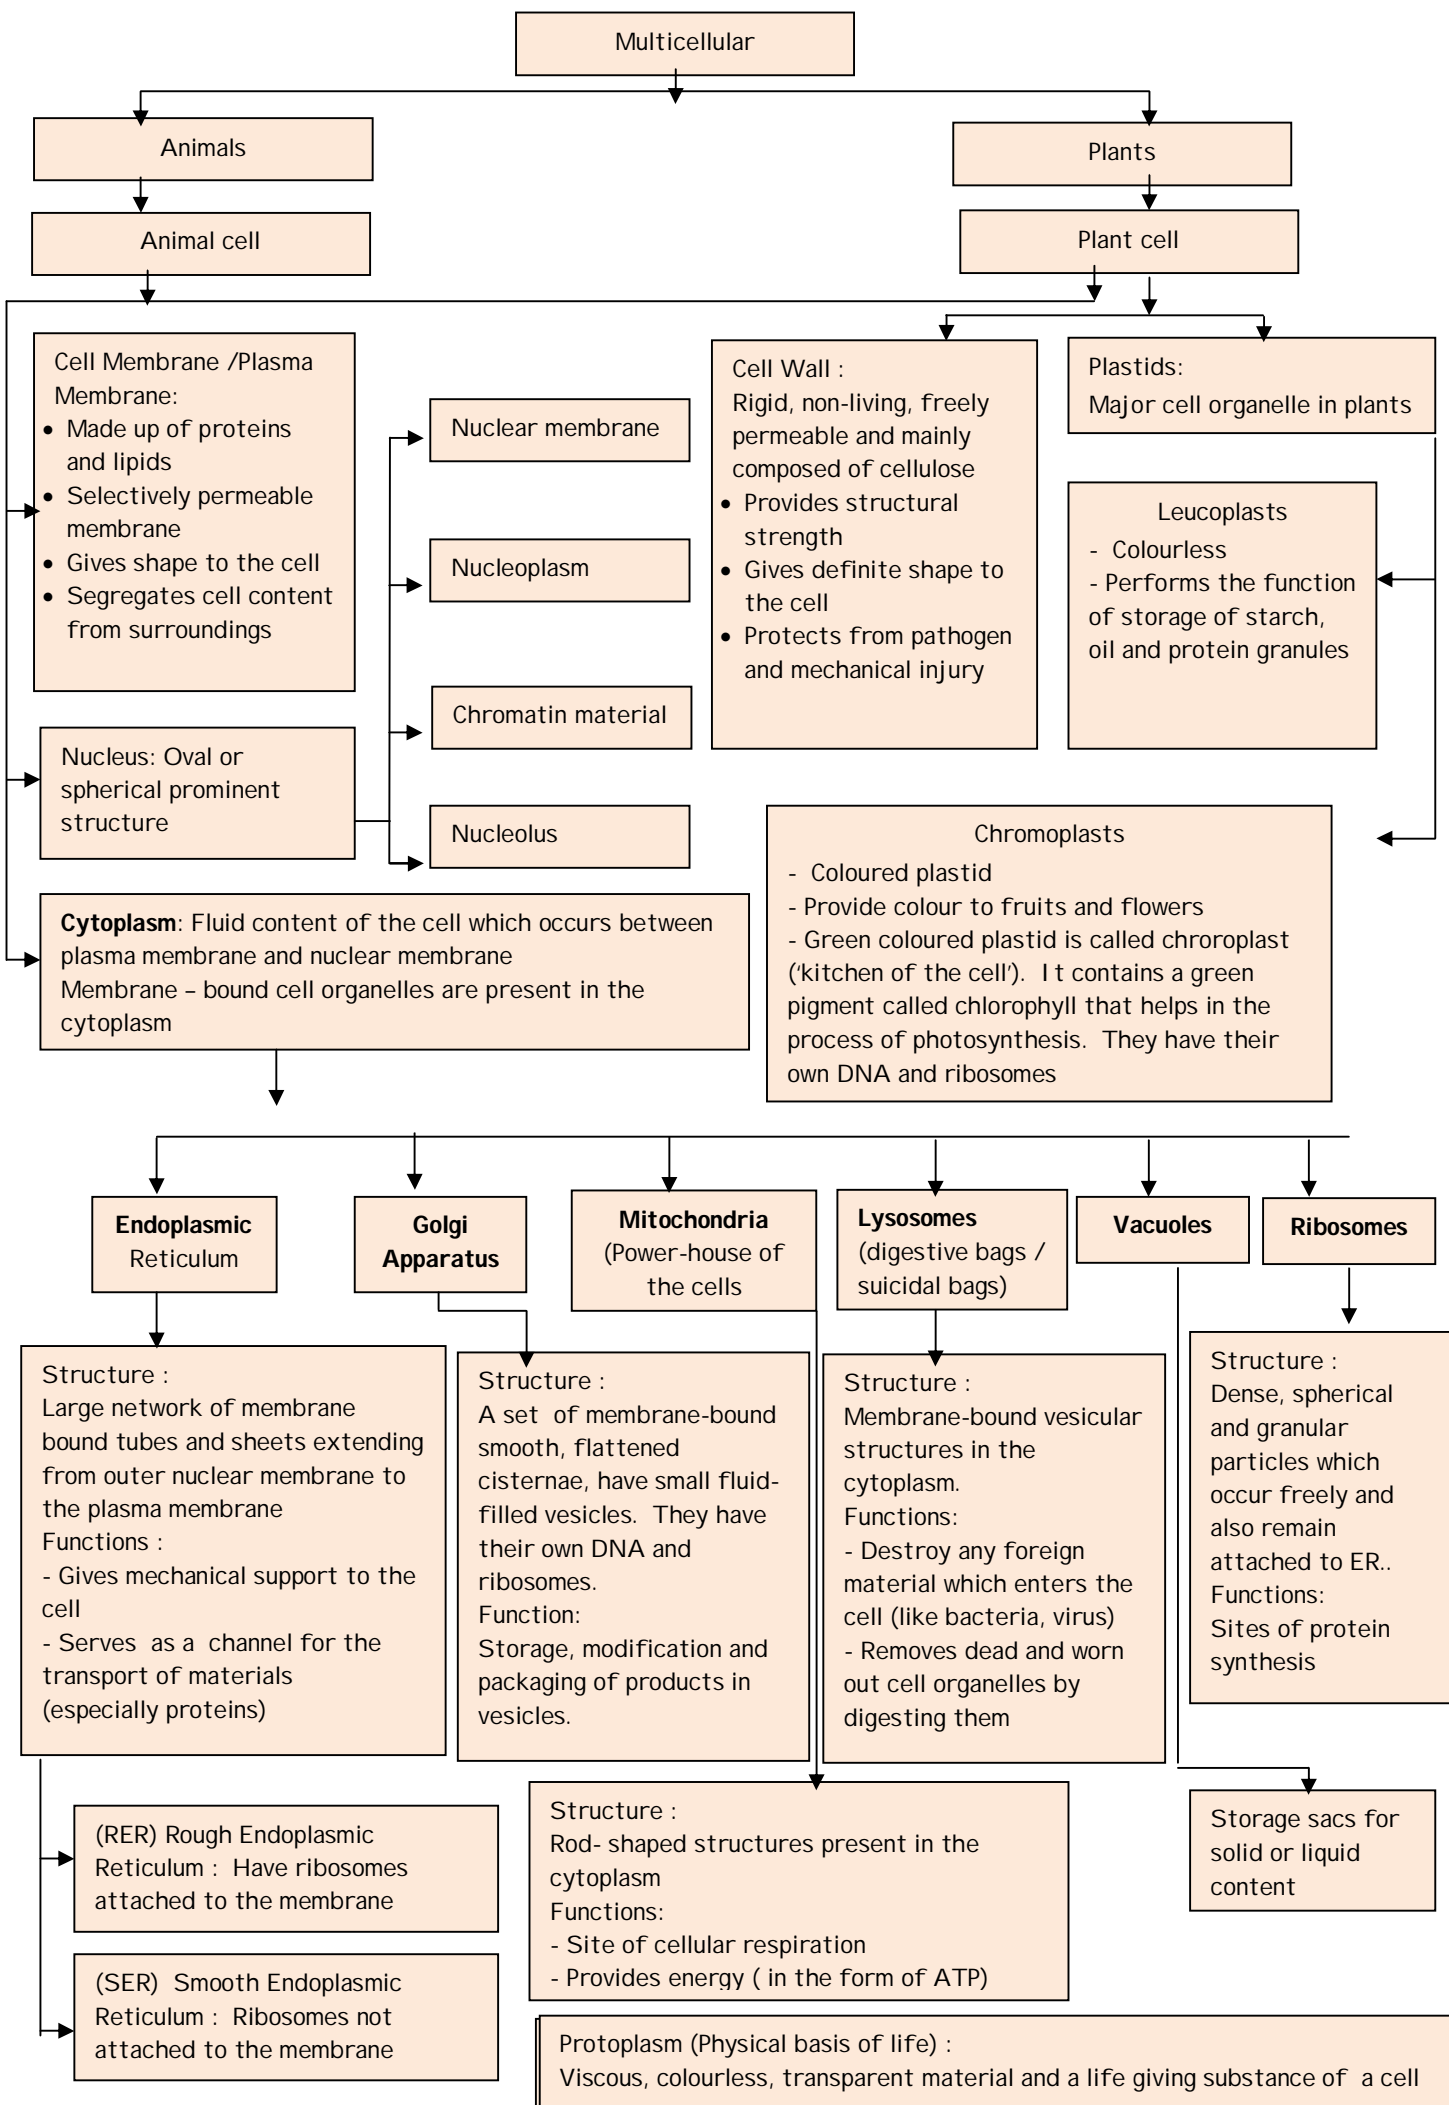 Multicellular
Animals
Plants
Animal cell
Plant cell
Cell Membrane /Plasma
Membrane:
• Made up of proteins
and lipids
• Selectively permeable
membrane
• Gives shape to the cell
• Segregates cell content
from surroundings
Nuclear membrane
Nucleoplasm
Chromatin material
Nucleolus
Cell Wall :
Rigid, non-living, freely
permeable and mainly
composed of cellulose
• Provides structural
strength
• Gives definite shape to
the cell
• Protects from pathogen
and mechanical injury
Plastids:
Major cell organelle in plants
Leucoplasts
- Colourless
- Performs the function
of storage of starch,
oil and protein granules
Nucleus: Oval or
spherical prominent
structure
Chromoplasts
- Coloured plastid
- Provide colour to fruits and flowers
- Green coloured plastid is called chroroplast
(‘kitchen of the cell’). It contains a green
pigment called chlorophyll that helps in the
process of photosynthesis. They have their
own DNA and ribosomes
Cytoplasm: Fluid content of the cell which occurs between
plasma membrane and nuclear membrane
Membrane – bound cell organelles are present in the
cytoplasm
Endoplasmic
Reticulum
Golgi
Apparatus
Mitochondria
(Power-house of
the cells
Lysosomes
(digestive bags /
suicidal bags)
Vacuoles
Ribosomes
Structure :
Large network of membrane
bound tubes and sheets extending
from outer nuclear membrane to
the plasma membrane
Functions :
- Gives mechanical support to the
cell
- Serves as a channel for the
transport of materials
(especially proteins)
Structure :
A set of membrane-bound
smooth, flattened
cisternae, have small fluid-
filled vesicles. They have
their own DNA and
ribosomes.
Function:
Storage, modification and
packaging of products in
vesicles.
Structure :
Membrane-bound vesicular
structures in the
cytoplasm.
Functions:
- Destroy any foreign
material which enters the
cell (like bacteria, virus)
- Removes dead and worn
out cell organelles by
digesting them
Structure :
Dense, spherical
and granular
particles which
occur freely and
also remain
attached to ER..
Functions:
Sites of protein
synthesis
(RER) Rough Endoplasmic
Reticulum : Have ribosomes
attached to the membrane
(SER) Smooth Endoplasmic
Reticulum : Ribosomes not
attached to the membrane
Structure :
Rod- shaped structures present in the
cytoplasm
Functions:
- Site of cellular respiration
- Provides energy ( in the form of ATP)
Storage sacs for
solid or liquid
content
Protoplasm (Physical basis of life) :
Viscous, colourless, transparent material and a life giving substance of a cell